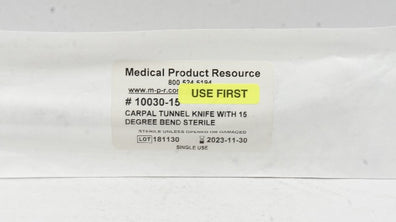 Medical Product Resource
800 524 5194
www.m-p-r.com
USE FIRST
# 10030-15
CARPAL TUNNEL KNIFE WITH 15
DEGREE BEND STERILE
STERILE UNLESS OPENED OR DAMAGED
LOT 181130 2023-11-30
SINGLE USE